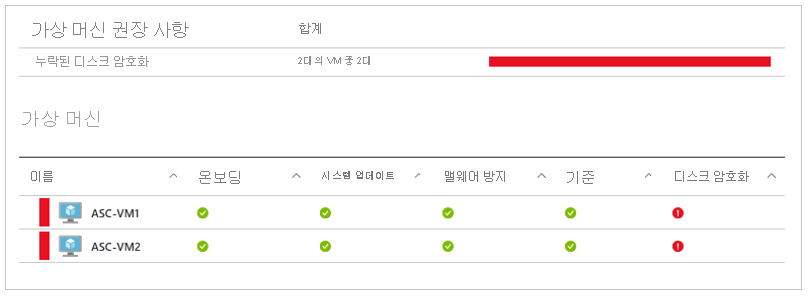 가상 머신 권장 사항 합계
누락된 디스크 암호화 2대의 VM 중 2대
가상 머신
이름 온보딩 시스템 업데이트 맬웨어 방지 기준 디스크 암호화
ASC-VM1
ASC-VM2